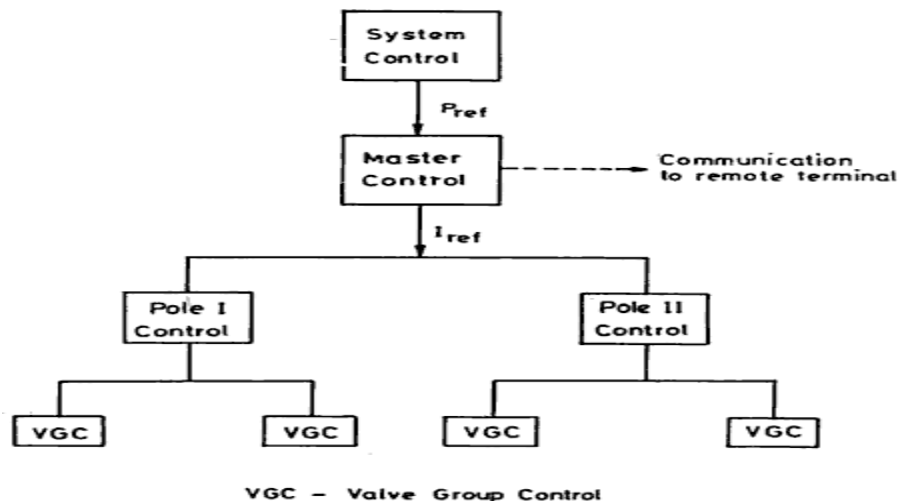 System
Control
Pref
Master
Control
Communication
to remote terminal
Iref
Pole I
Control
Pole II
Control
VGC
VGC
VGC
VGC
VGC – Valve Group Control